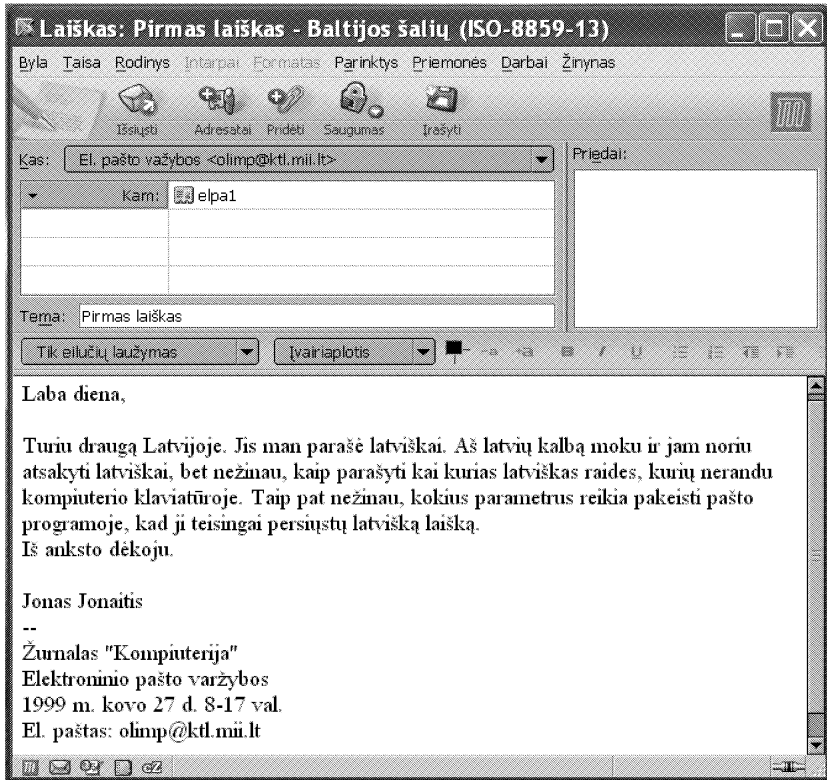 Laiškas: Pirmas laiškas - Baltijos šalių (ISO-8859-13)
Byla Taisa Rodinys Intarpai Formatas Parinktys Priemonės Darbai Žinynas
Išsiųsti Adresatai Pridėti Saugumas Įrašyti
Kas: El. pašto važybos <olimp@ktl.mii.lt>
Priedai:
Kam: elpa1
Tema: Pirmas laiškas
Tik eilučių laužymas Įvairiaplotis
Laba diena,
Turiu draugą Latvijoje. Jis man parašė latviškai. Aš latvių kalbą moku ir jam noriu
atsakyti latviškai, bet nežinau, kaip parašyti kai kurias latviškas raides, kurių nerandu
kompiuterio klaviatūroje. Taip pat nežinau, kokius parametrus reikia pakeisti pašto
programoje, kad ji teisingai persiųstų latvišką laišką.
Iš anksto dėkoju.
Jonas Jonaitis
--
Žurnalas "Kompiuterija"
Elektroninio pašto varžybos
1999 m. kovo 27 d. 8-17 val.
El. paštas: olimp@ktl.mii.lt